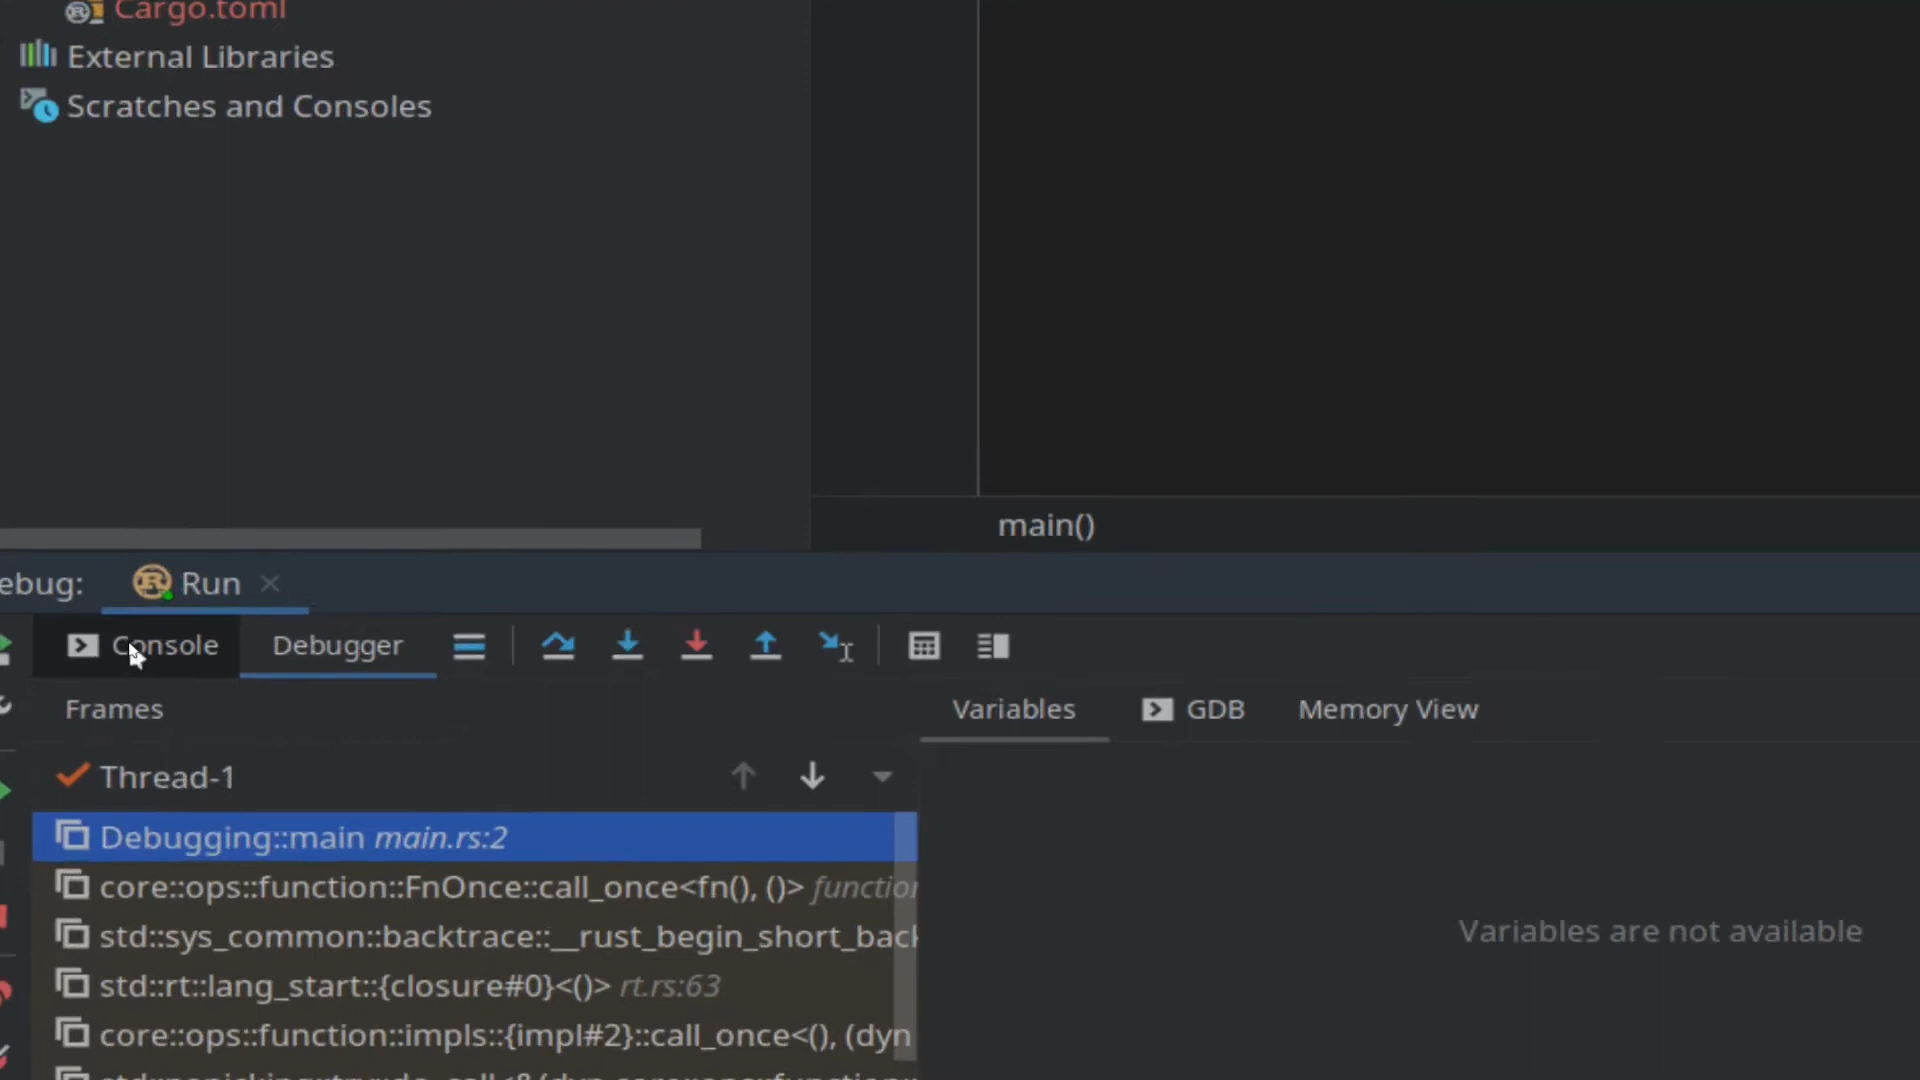 Cargo.toml
External Libraries
Scratches and Consoles
main()
ebug: Run
Console Debugger
Frames Variables GDB Memory View
Thread-1
Debugging::main main.rs:2
core::ops::function::FnOnce::call_once<fn(), ()> function
std::sys_common::backtrace::__rust_begin_short_back
Variables are not available
std::rt::lang_start::{closure#0}<()> rt.rs:63
core::ops::function::impls::{impl#2}::call_once<(), (dyn